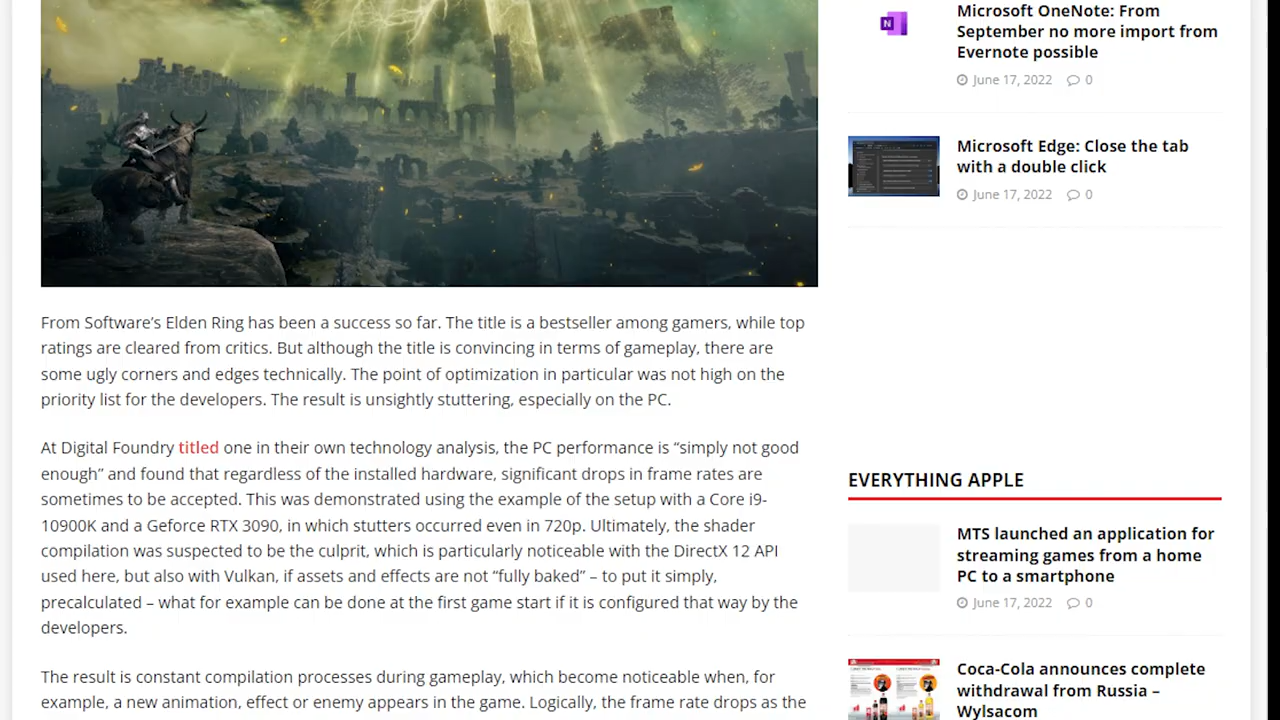 From Software’s Elden Ring has been a success so far. The title is a bestseller among gamers, while top
ratings are cleared from critics. But although the title is convincing in terms of gameplay, there are
some ugly corners and edges technically. The point of optimization in particular was not high on the
priority list for the developers. The result is unsightly stuttering, especially on the PC.
At Digital Foundry titled one in their own technology analysis, the PC performance is “simply not good
enough” and found that regardless of the installed hardware, significant drops in frame rates are
sometimes to be accepted. This was demonstrated using the example of the setup with a Core i9-
10900K and a Geforce RTX 3090, in which stutters occurred even in 720p. Ultimately, the shader
compilation was suspected to be the culprit, which is particularly noticeable with the DirectX 12 API
used here, but also with Vulkan, if assets and effects are not “fully baked” – to put it simply,
precalculated – what for example can be done at the first game start if it is configured that way by the
developers.
The result is constant compilation processes during gameplay, which become noticeable when, for
example, a new animation, effect or enemy appears in the game. Logically, the frame rate drops as the
Microsoft OneNote: From
September no more import from
Evernote possible
June 17, 2022 0
Microsoft Edge: Close the tab
with a double click
June 17, 2022 0
EVERYTHING APPLE
MTS launched an application for
streaming games from a home
PC to a smartphone
June 17, 2022 0
Coca-Cola announces complete
withdrawal from Russia –
Wylsacom